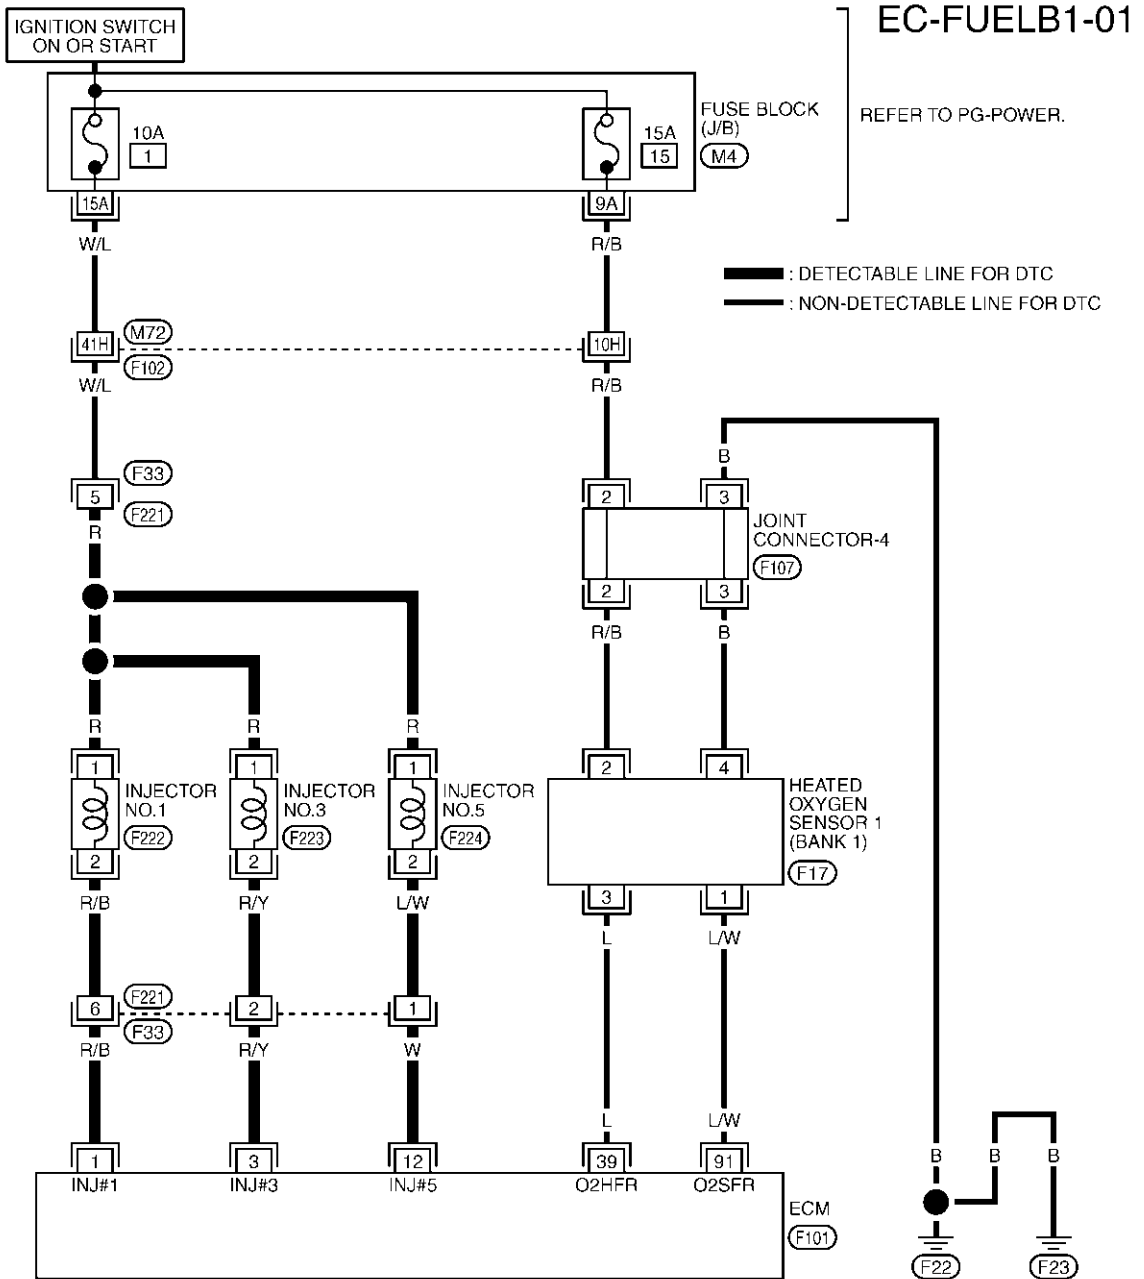 EC-FUELB1-01
IGNITION SWITCH
ON OR START
FUSE BLOCK
(J/B)
M4
REFER TO PG-POWER.
10A
1
15A
15
15A
9A
W/L
R/B
: DETECTABLE LINE FOR DTC
: NON-DETECTABLE LINE FOR DTC
41H
M72
F102
10H
W/L
R/B
B
5
F33
F221
2
3
R
JOINT
CONNECTOR-4
F107
2
3
R/B
B
R
R
R
1
1
1
2
4
INJECTOR
NO.1
F222
INJECTOR
NO.3
F223
INJECTOR
NO.5
F224
HEATED
OXYGEN
SENSOR 1
(BANK 1)
F17
2
2
2
3
1
R/B
R/Y
L/W
L
L/W
6
F221
F33
2
1
R/B
R/Y
W
L
L/W
B
B
B
1
3
12
39
91
INJ#1
INJ#3
INJ#5
O2HFR
O2SFR
ECM
F101
F22
F23